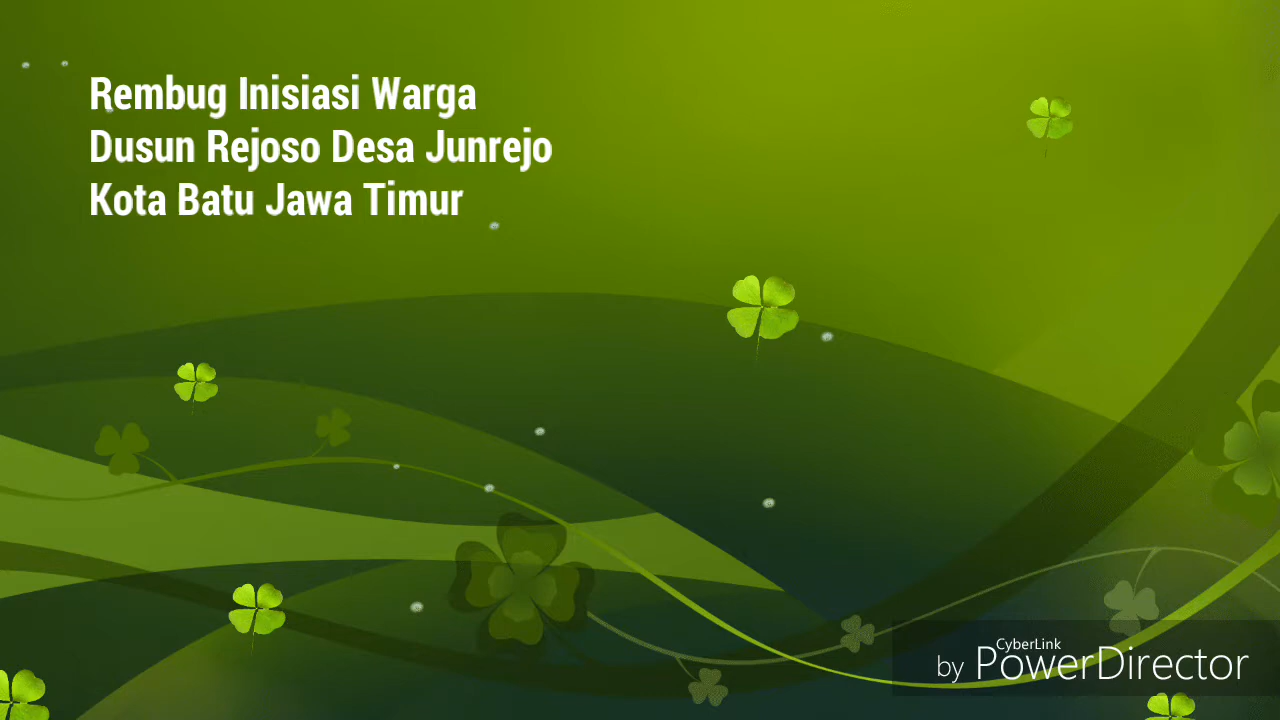 Rembug Inisiasi Warga
Dusun Rejoso Desa Junrejo
Kota Batu Jawa Timur
CyberLink
by PowerDirector